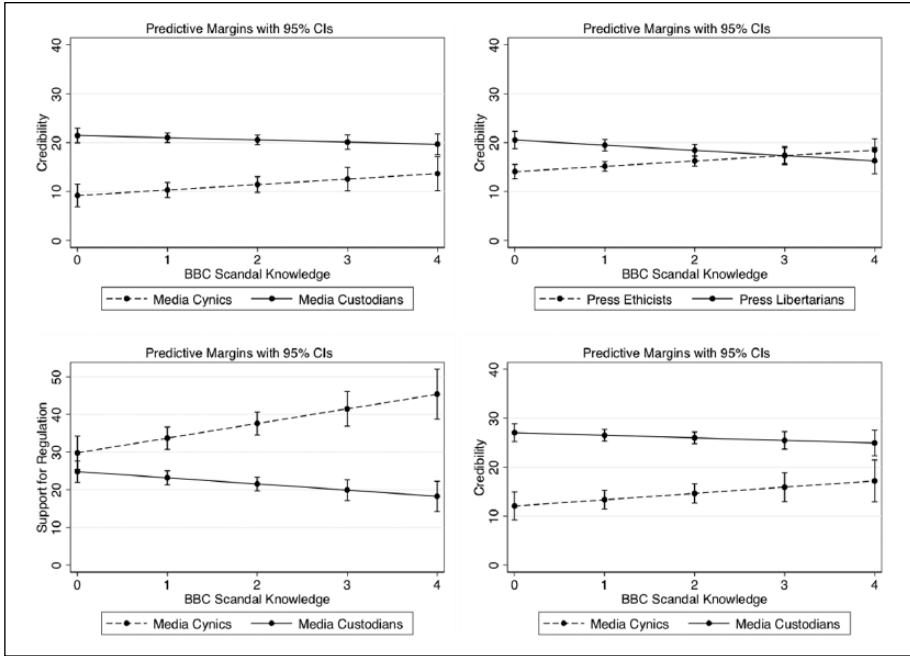 Predictive Margins with 95% CIs
Credibility
40
30
20
10
0
0 1 2 3 4
BBC Scandal Knowledge
Media Cynics Media Custodians
Predictive Margins with 95% CIs
Credibility
40
30
20
10
0
0 1 2 3 4
BBC Scandal Knowledge
Press Ethicists Press Libertarians
Predictive Margins with 95% CIs
Support for Regulation
50
40
30
20
10
0
0 1 2 3 4
BBC Scandal Knowledge
Media Cynics Media Custodians
Predictive Margins with 95% CIs
Credibility
40
30
20
10
0
0 1 2 3 4
BBC Scandal Knowledge
Media Cynics Media Custodians